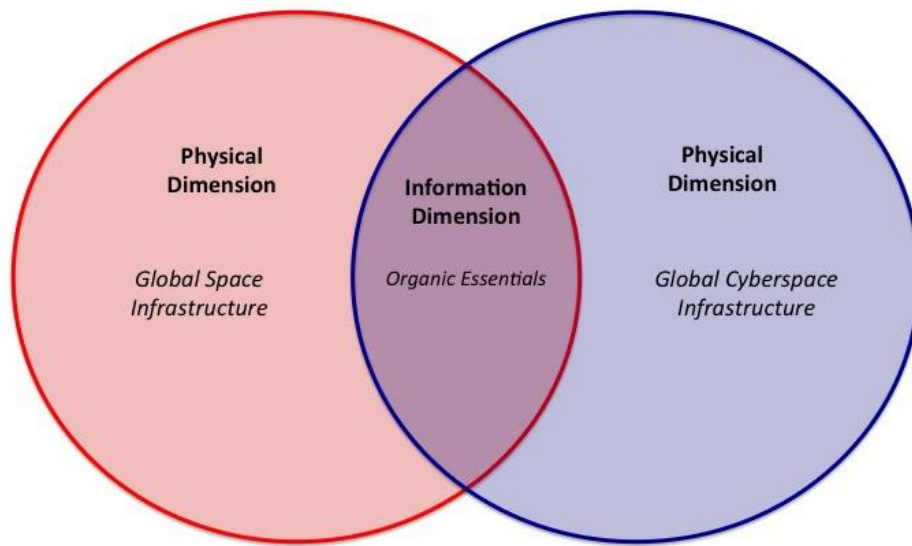 Physical
Dimension
Global Space
Infrastructure
Information
Dimension
Organic Essentials
Physical
Dimension
Global Cyberspace
Infrastructure